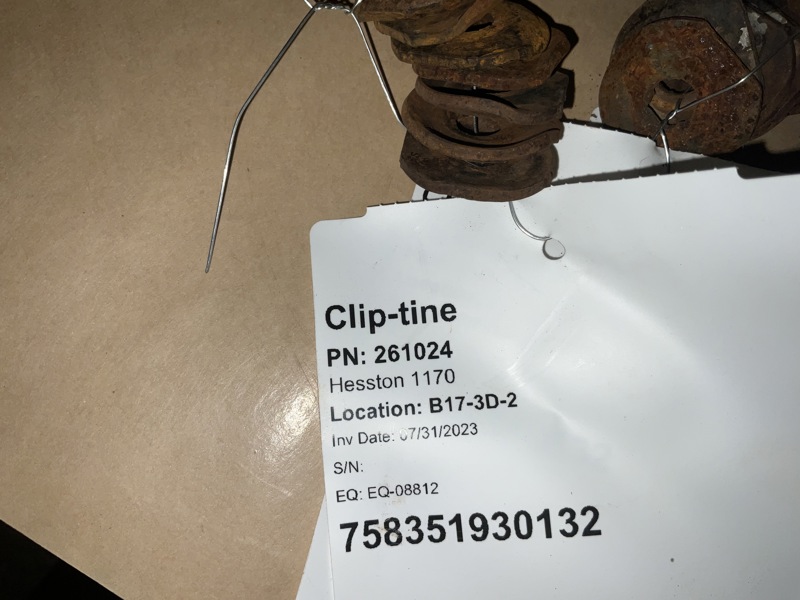 Clip-tine
PN: 261024
Hesston 1170
Location: B17-3D-2
Inv Date: 07/31/2023
S/N:
EQ: EQ-08812
758351930132